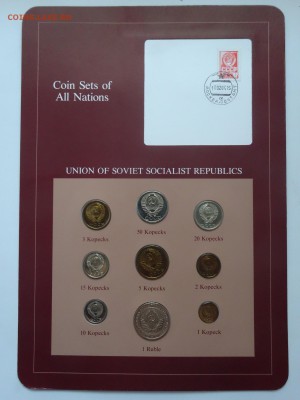 Coin Sets of
All Nations
UNION OF SOVIET SOCIALIST REPUBLICS
3 Kopecks
50 Kopecks
20 Kopecks
15 Kopecks
5 Kopecks
2 Kopecks
10 Kopecks
1 Ruble
1 Kopeck